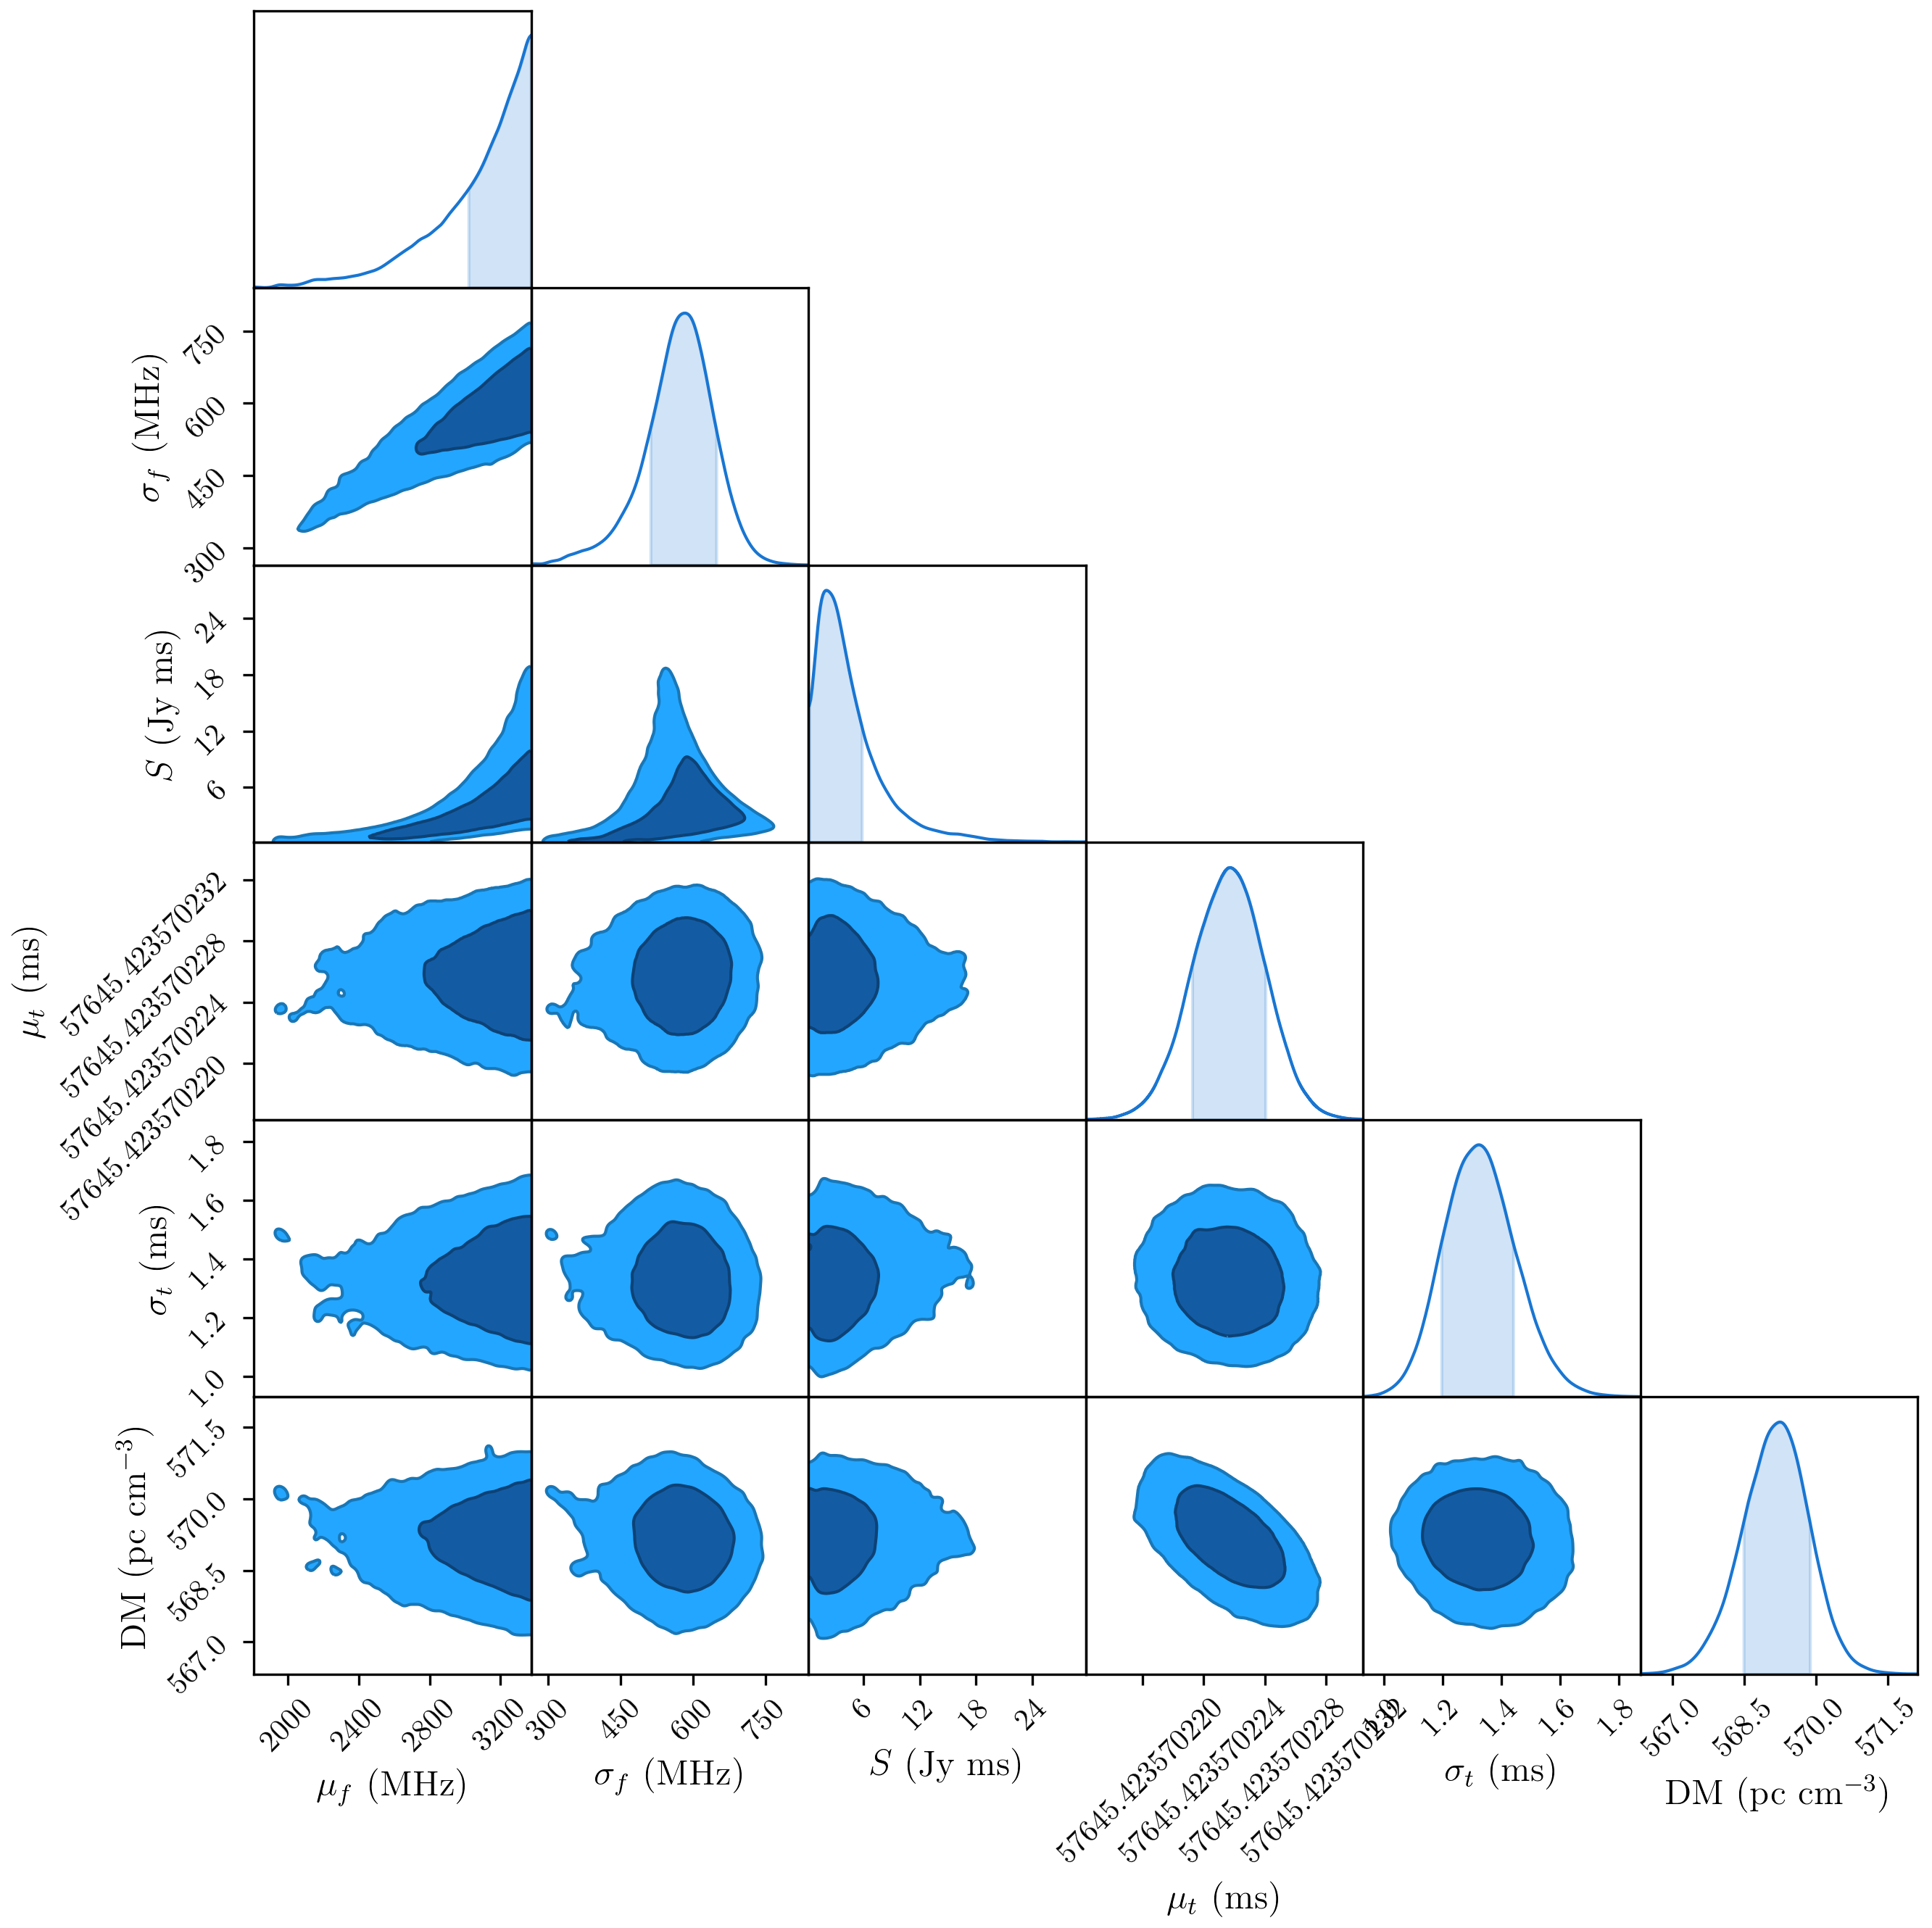 750
600
450
300
σ_f (MHz)
24
18
12
6
S (Jy ms)
57645.423570232
57645.423570228
57645.423570224
57645.423570220
μ_t (ms)
1.8
1.6
1.4
1.2
1.0
σ_t (ms)
571.5
570.0
568.5
567.0
DM (pc cm⁻³)
2000 2400 2800 3200
μ_f (MHz)
300 450 600 750
σ_f (MHz)
6 12 18 24
S (Jy ms)
57645.423570220
57645.423570224
57645.423570228
57645.423570232
μ_t (ms)
1.0 1.2 1.4 1.6 1.8
σ_t (ms)
567.0 568.5 570.0 571.5
DM (pc cm⁻³)